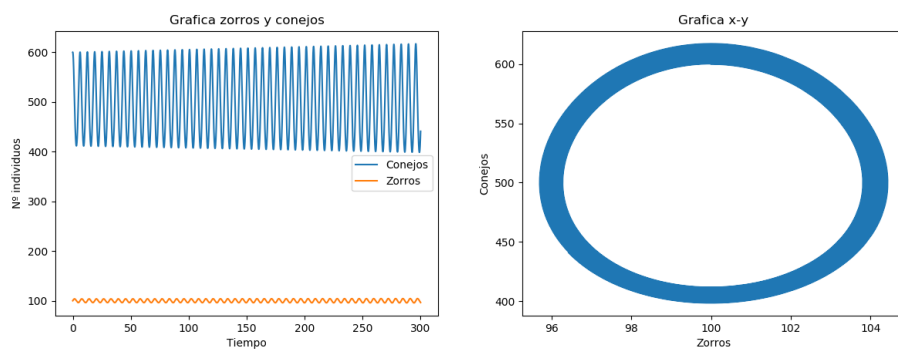 Grafica zorros y conejos
600
500
400
300
200
100
Nº individuos
Conejos
Zorros
0
50
100
150
200
250
300
Tiempo
Grafica x-y
600
550
500
450
400
Conejos
96
98
100
102
104
Zorros